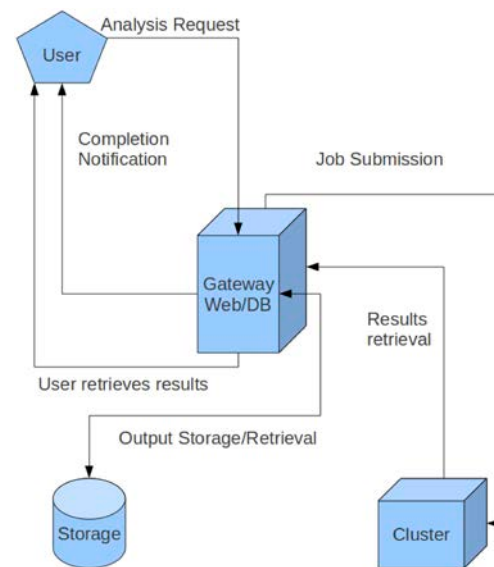 Analysis Request
User
Completion
Notification
Job Submission
Gateway
Web/DB
Results
retrieval
User retrieves results
Output Storage/Retrieval
Storage
Cluster